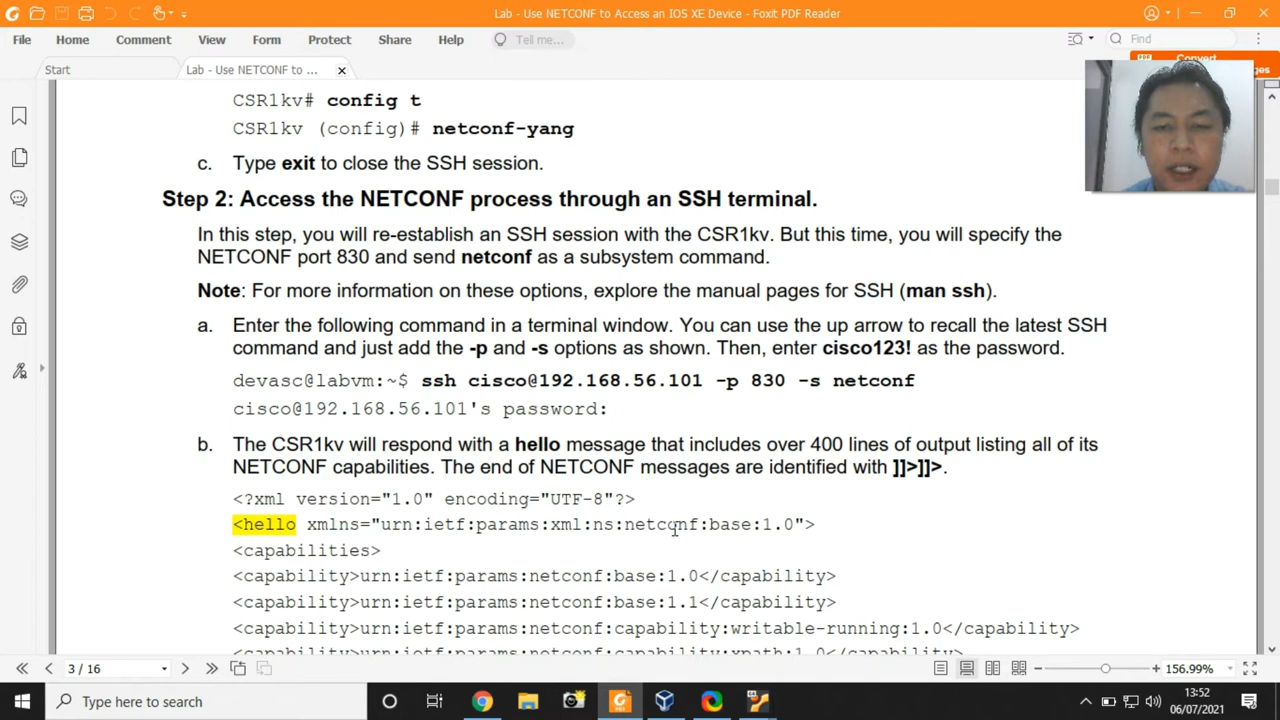 Lab - Use NETCONF to Access an IOS XE Device - Foxit PDF Reader
File Home Comment View Form Protect Share Help Tell me... Find
Start Lab - Use NETCONF to ... Convert
CSR1kv# config t
CSR1kv (config)# netconf-yang
c. Type exit to close the SSH session.
Step 2: Access the NETCONF process through an SSH terminal.
In this step, you will re-establish an SSH session with the CSR1kv. But this time, you will specify the
NETCONF port 830 and send netconf as a subsystem command.
Note: For more information on these options, explore the manual pages for SSH (man ssh).
a. Enter the following command in a terminal window. You can use the up arrow to recall the latest SSH
command and just add the -p and -s options as shown. Then, enter cisco123! as the password.
devasc@labvm:~$ ssh cisco@192.168.56.101 -p 830 -s netconf
cisco@192.168.56.101's password:
b. The CSR1kv will respond with a hello message that includes over 400 lines of output listing all of its
NETCONF capabilities. The end of NETCONF messages are identified with ]]>]]>.
<?xml version="1.0" encoding="UTF-8"?>
<hello xmlns="urn:ietf:params:xml:ns:netconf:base:1.0">
<capabilities>
<capability>urn:ietf:params:netconf:base:1.0</capability>
<capability>urn:ietf:params:netconf:base:1.1</capability>
<capability>urn:ietf:params:netconf:capability:writable-running:1.0</capability>
<capability>urn:ietf:params:netconf:capability:xpath:1.0</capability>
3 / 16 156.99%
Type here to search 13:52
06/07/2021